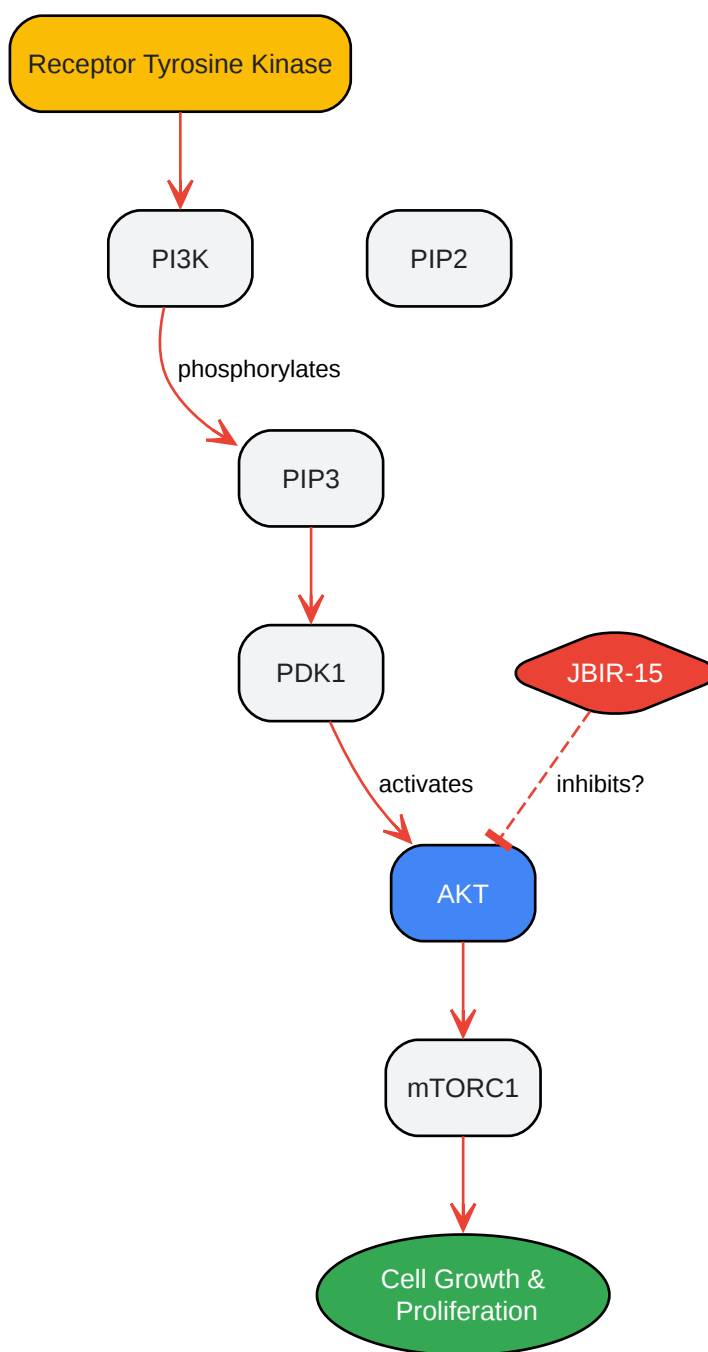 Receptor Tyrosine Kinase
PI3K
PIP2
phosphorylates
PIP3
PDK1
JBIR-15
activates
inhibits?
AKT
mTORC1
Cell Growth &
Proliferation